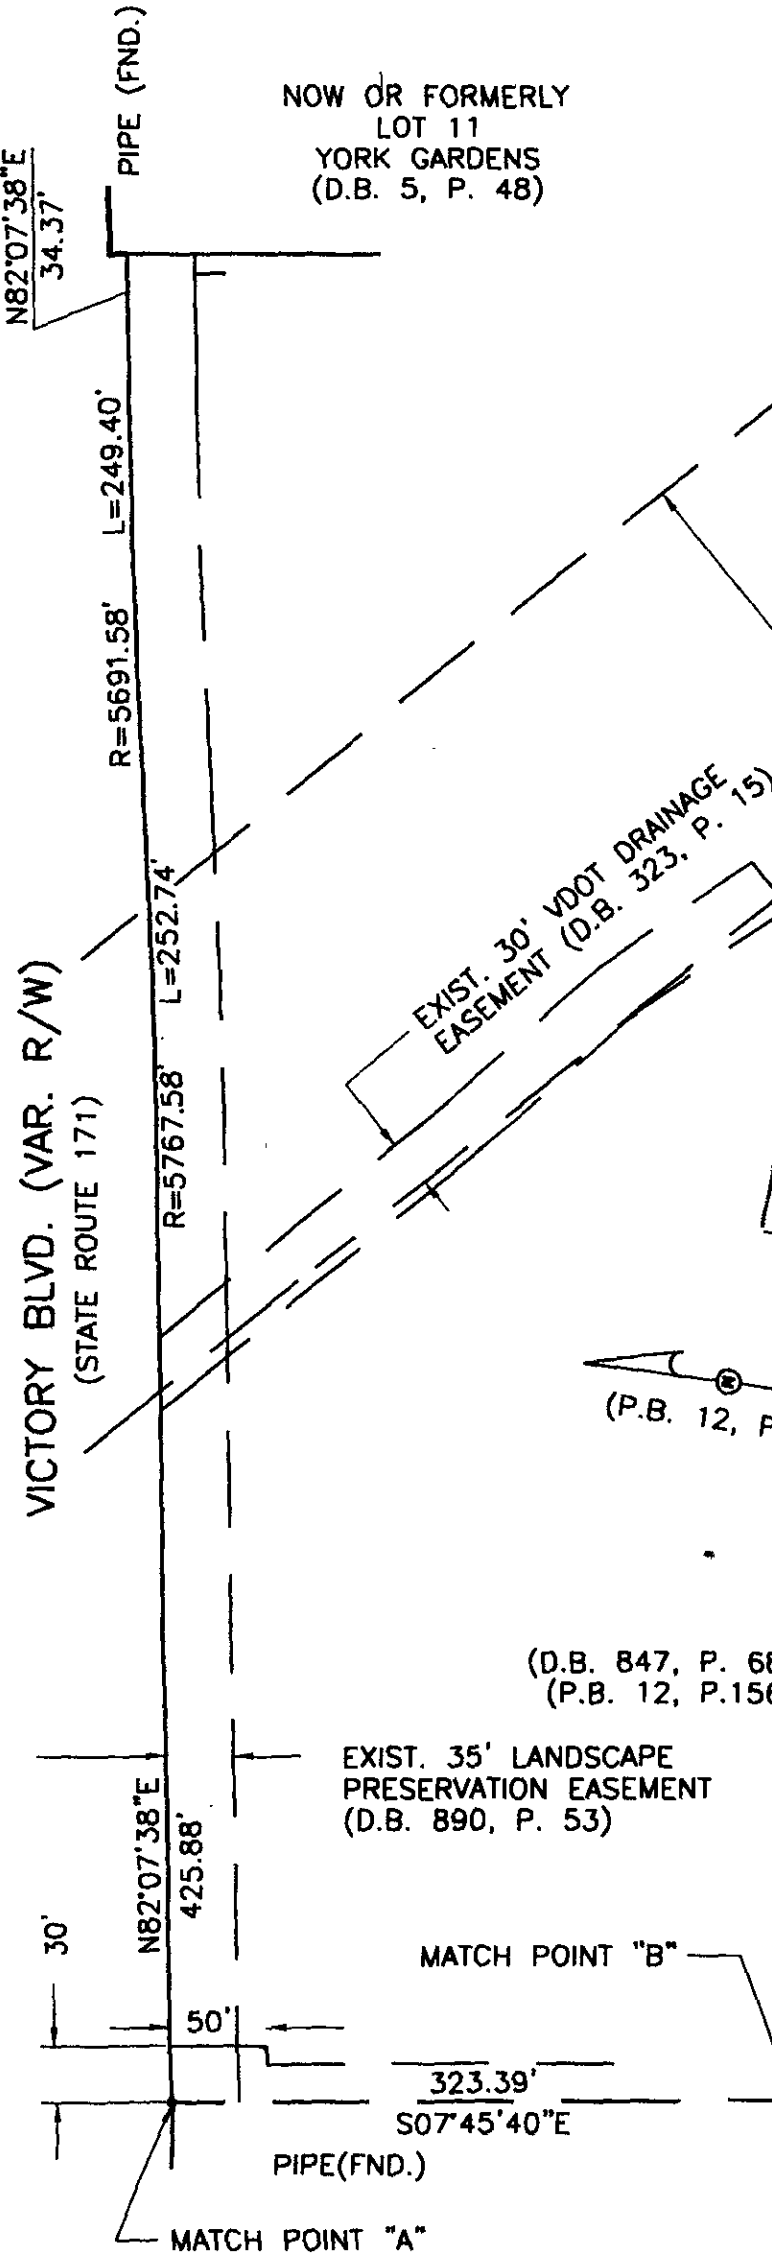 PIPE (FND.)
NOW OR FORMERLY
LOT 11
YORK GARDENS
(D.B. 5, P. 48)
N82°07'38"E
34.37'
L=249.40'
R=5691.58'
L=252.74'
R=5767.58'
EXIST. 30' VDOT DRAINAGE
EASEMENT (D.B. 323, P. 15)
VICTORY BLVD. (VAR. R/W)
(STATE ROUTE 171)
(P.B. 12, P
(D.B. 847, P. 68
(P.B. 12, P.156
EXIST. 35' LANDSCAPE
PRESERVATION EASEMENT
(D.B. 890, P. 53)
N82°07'38"E
425.88'
30'
MATCH POINT "B"
50'
323.39'
S07°45'40"E
PIPE(FND.)
MATCH POINT "A"